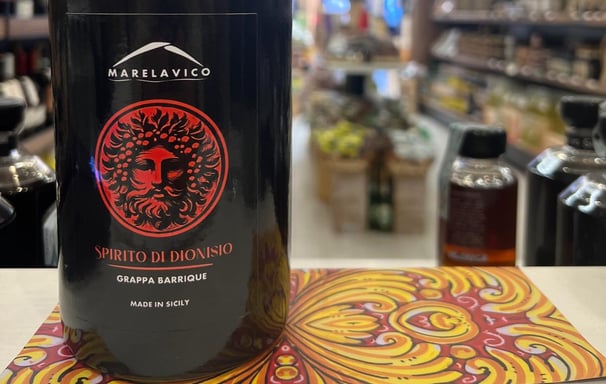 MARELAVICO
SPIRITO DI DIONISIO
GRAPPA BARRIQUE
MADE IN SICILY